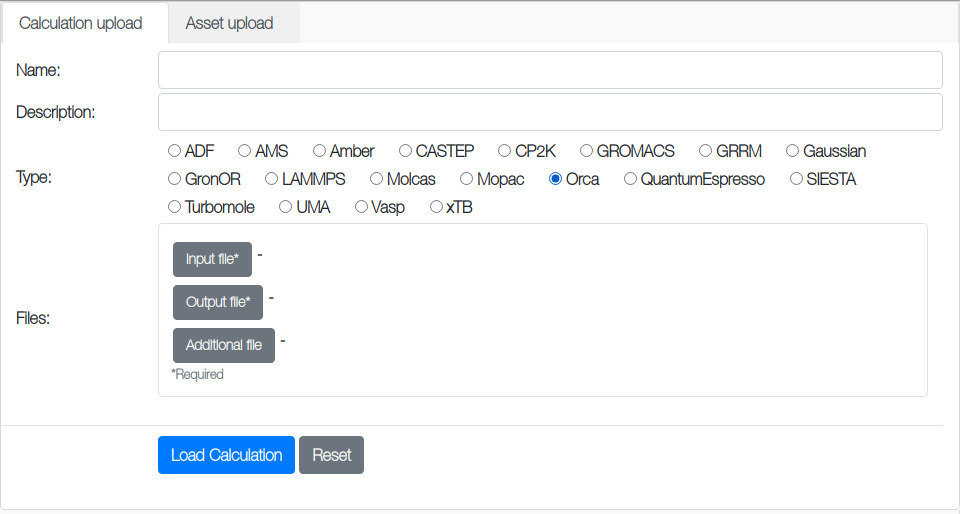 Calculation upload Asset upload
Name:
Description:
Type:
ADF AMS Amber CASTEP CP2K GROMACS GRRM Gaussian
GronOR LAMMPS Molcas Mopac Orca QuantumEspresso SIESTA
Turbomole UMA Vasp xTB
Files:
Input file* -
Output file* -
Additional file -
*Required
Load Calculation Reset